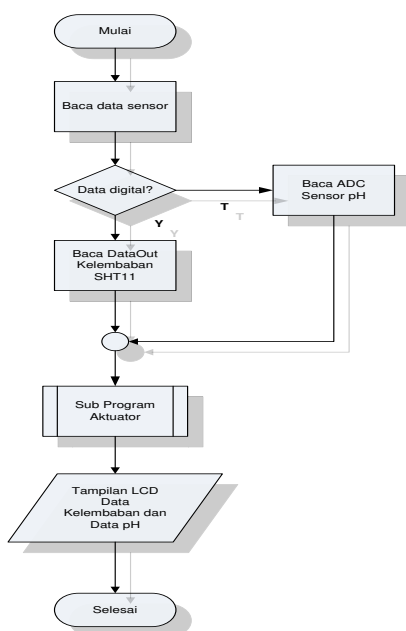 Mulai
Baca data sensor
Data digital?
T
Baca ADC
Sensor pH
Y
Baca DataOut
Kelembaban
SHT11
Sub Program
Aktuator
Tampilan LCD
Data
Kelembaban dan
Data pH
Selesai